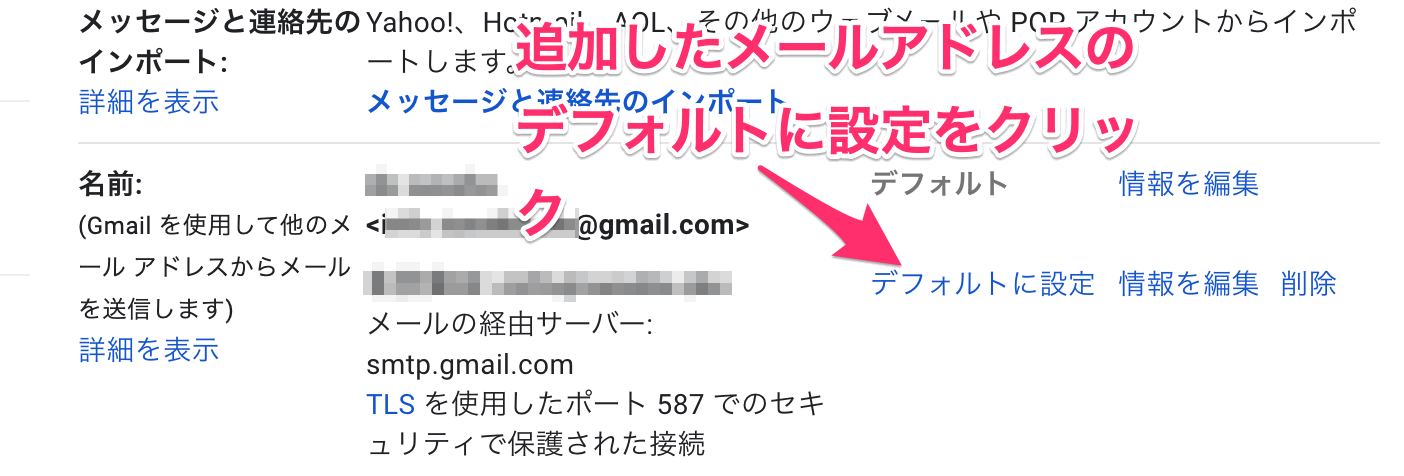 メッセージと連絡先の
インポート:
詳細を表示
Yahoo!、
AOL、その他のウェブメールや POP アカウントからインポ
ートします。
メッセージと連絡先のインポート
追加したメールアドレスの
デフォルトに設定をクリッ
ク
名前:
(Gmail を使用して他のメ
ール アドレスからメール
を送信します)
詳細を表示
<i
@gmail.com>
デフォルト
情報を編集
デフォルトに設定 情報を編集 削除
メールの経由サーバー:
smtp.gmail.com
TLS を使用したポート 587 でのセキ
ュリティで保護された接続